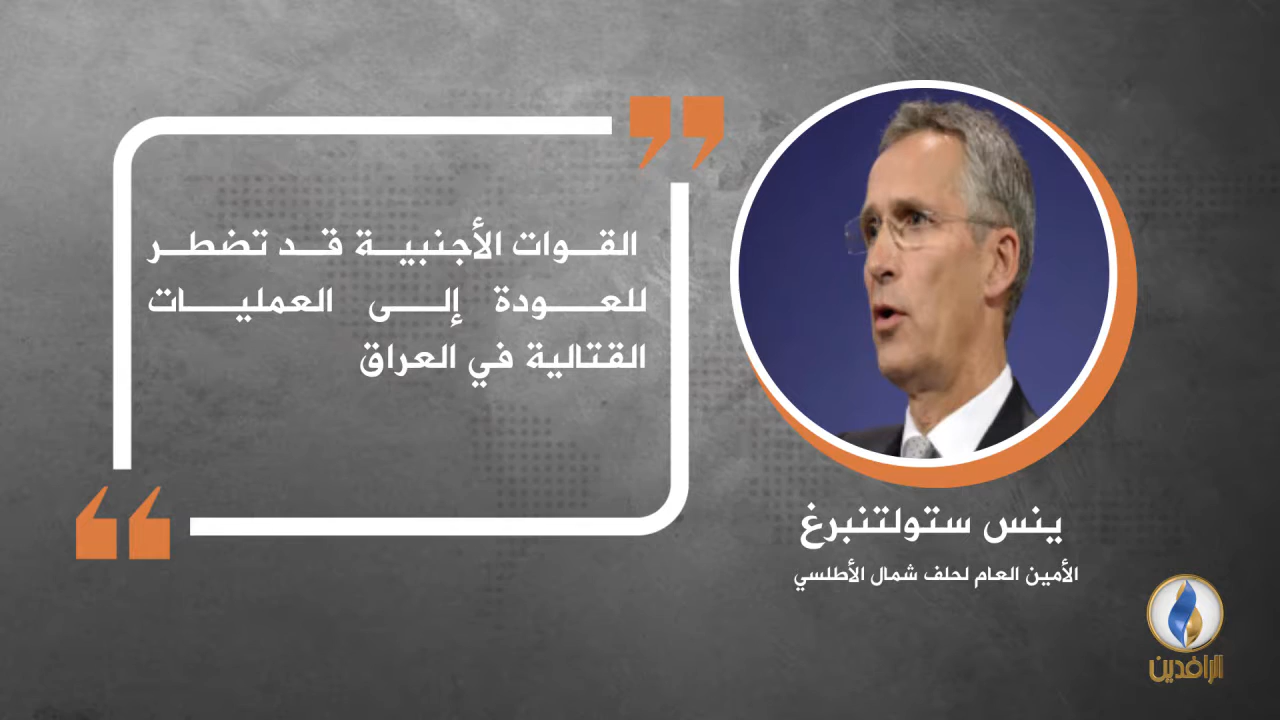 القوات الأجنبية قد تضطر
للعودة إلى العمليات
القتالية في العراق
ينس ستولتنبرغ
الأمين العام لحلف شمال الأطلسي
الرافدين